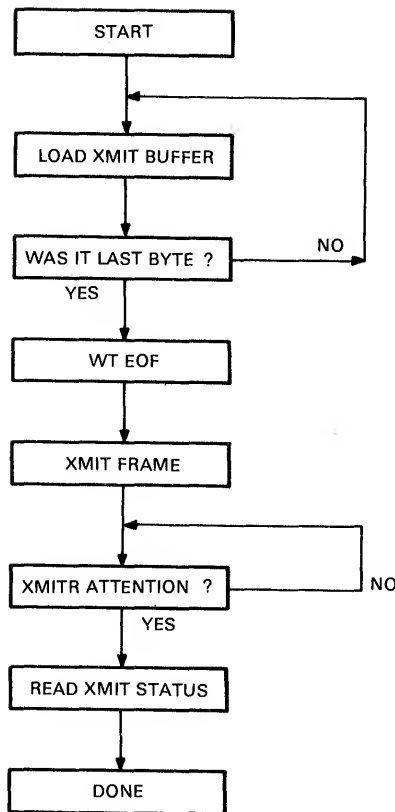 START
LOAD XMIT BUFFER
WAS IT LAST BYTE ?
NO
YES
WT EOF
XMIT FRAME
XMITR ATTENTION ?
NO
YES
READ XMIT STATUS
DONE